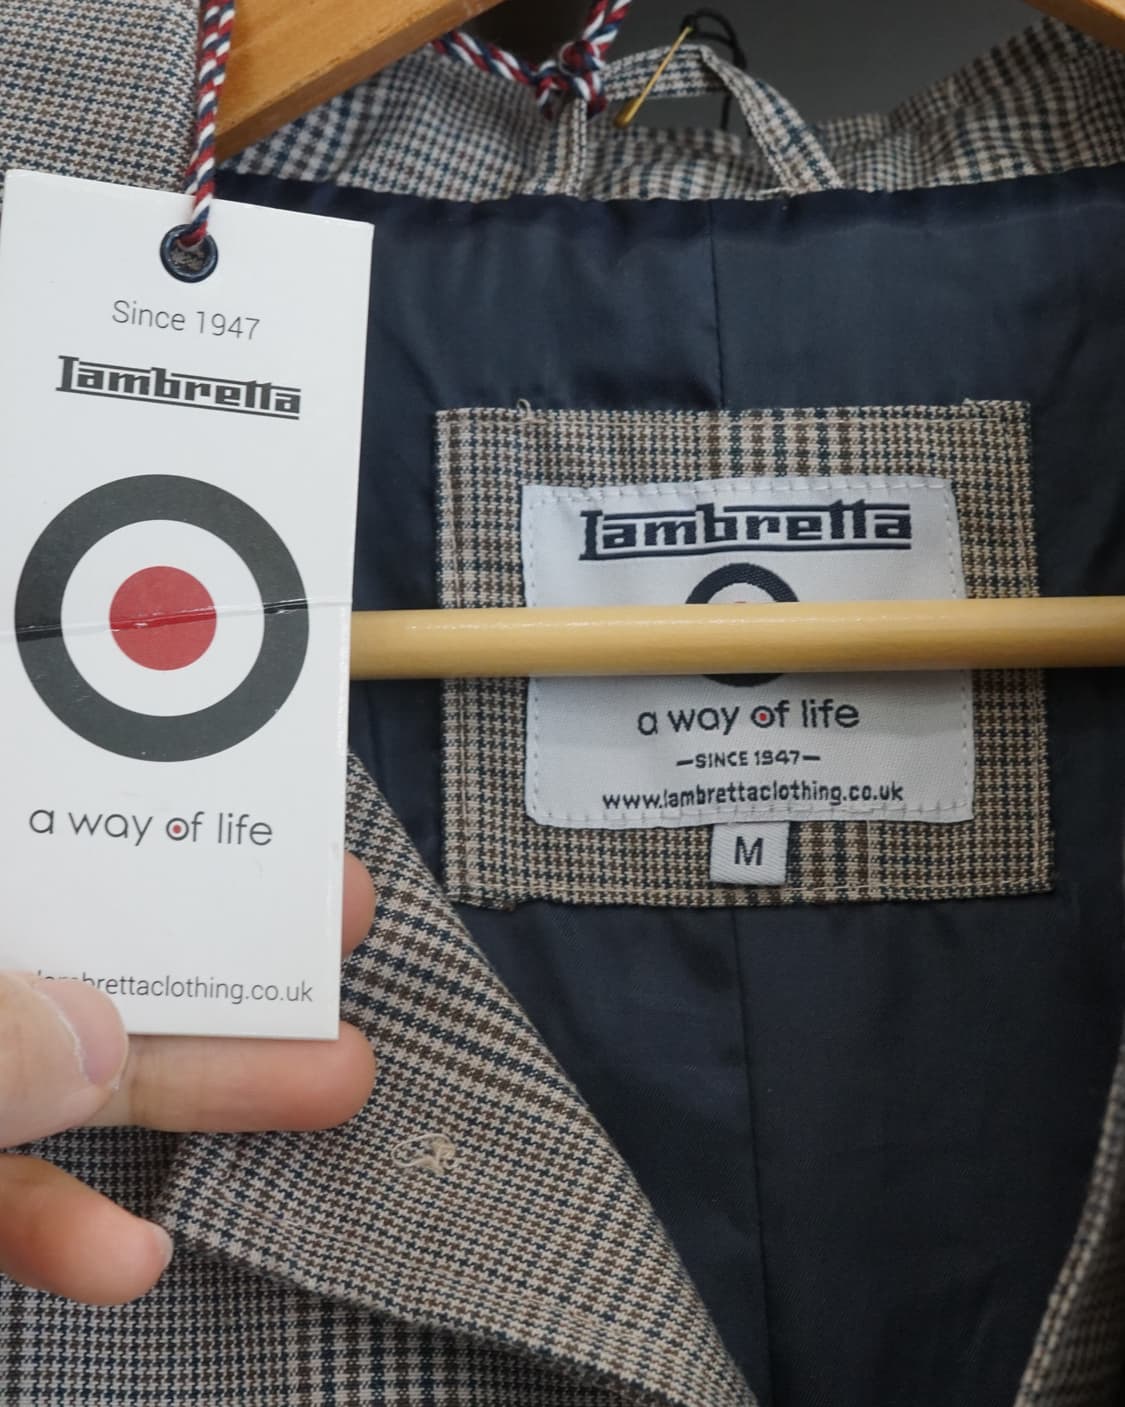 Since 1947
Lambretta
a way of life
lambrettaclothing.co.uk
Lambretta
a way of life
—SINCE 1947—
www.lambrettaclothing.co.uk
M